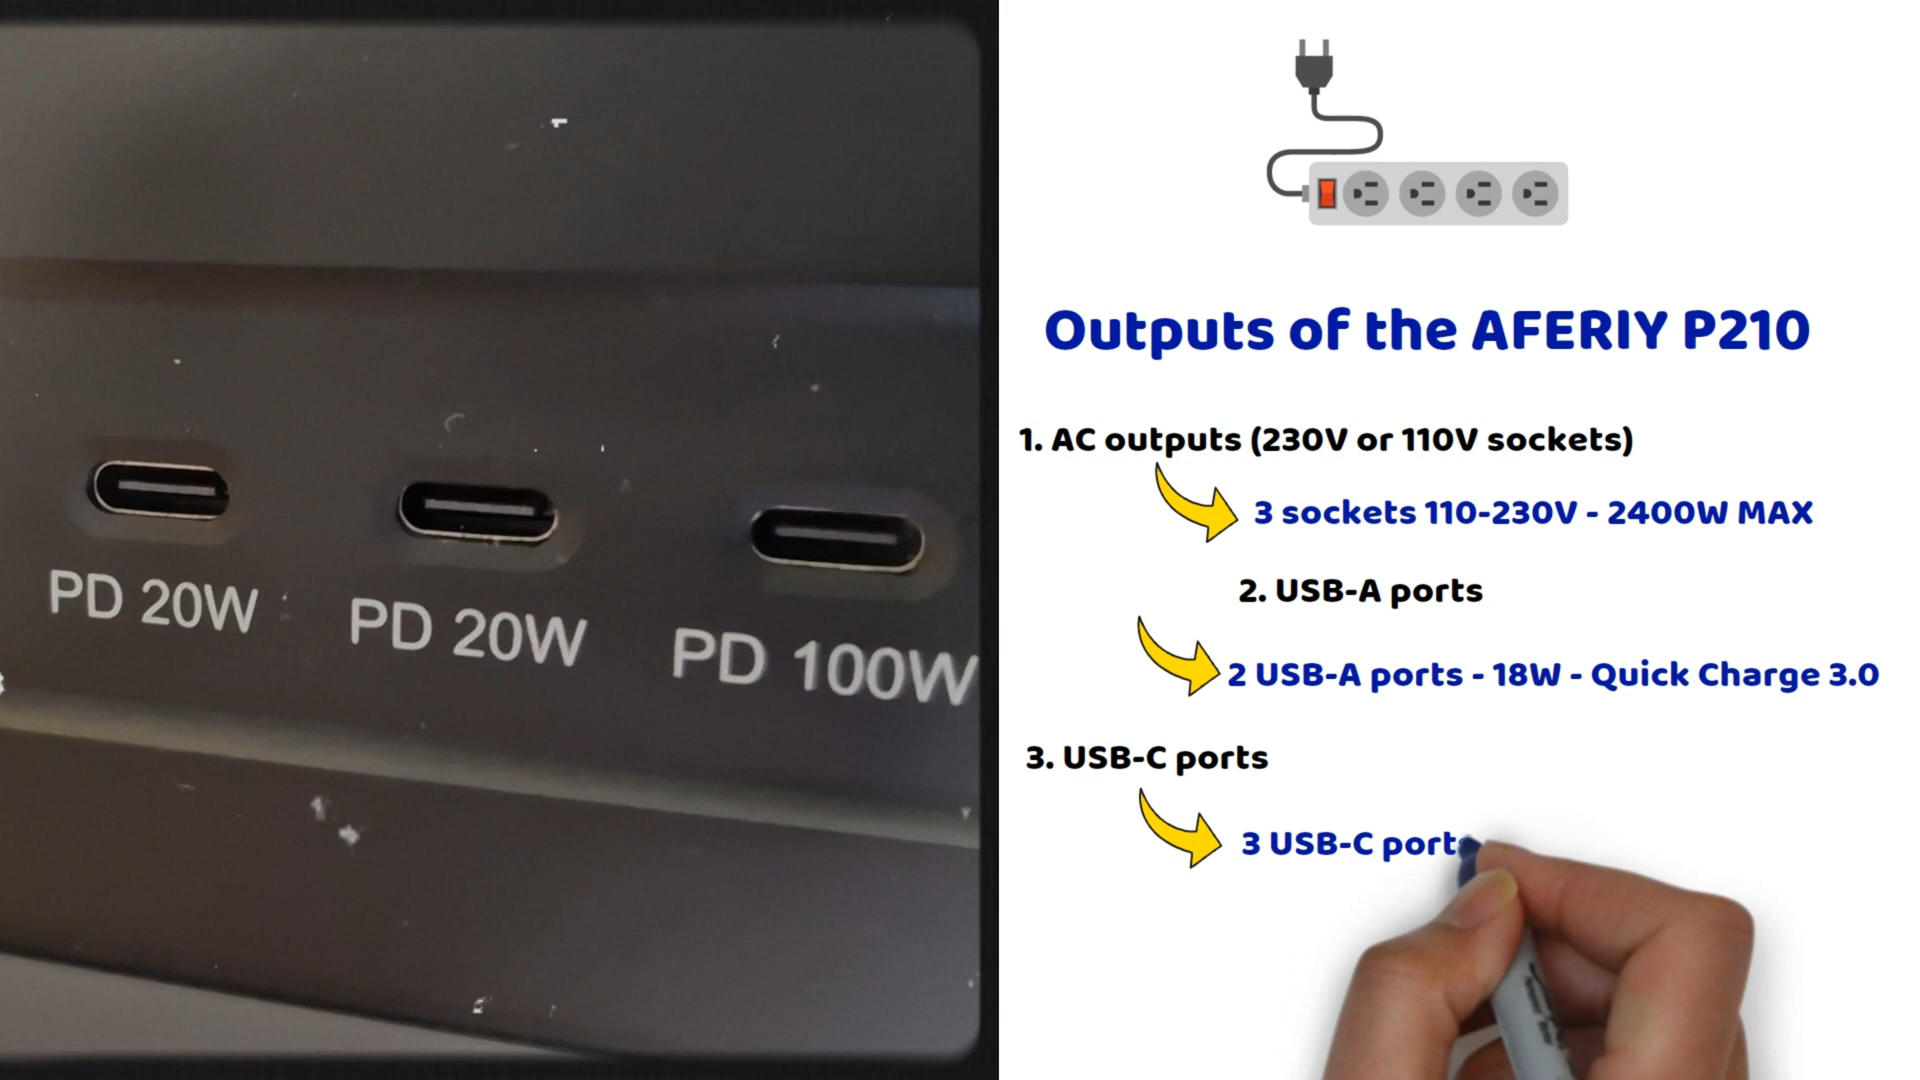 PD 20W
PD 20W
PD 100W
Outputs of the AFERIY P210
1. AC outputs (230V or 110V sockets)
3 sockets 110-230V - 2400W MAX
2. USB-A ports
2 USB-A ports - 18W - Quick Charge 3.0
3. USB-C ports
3 USB-C ports